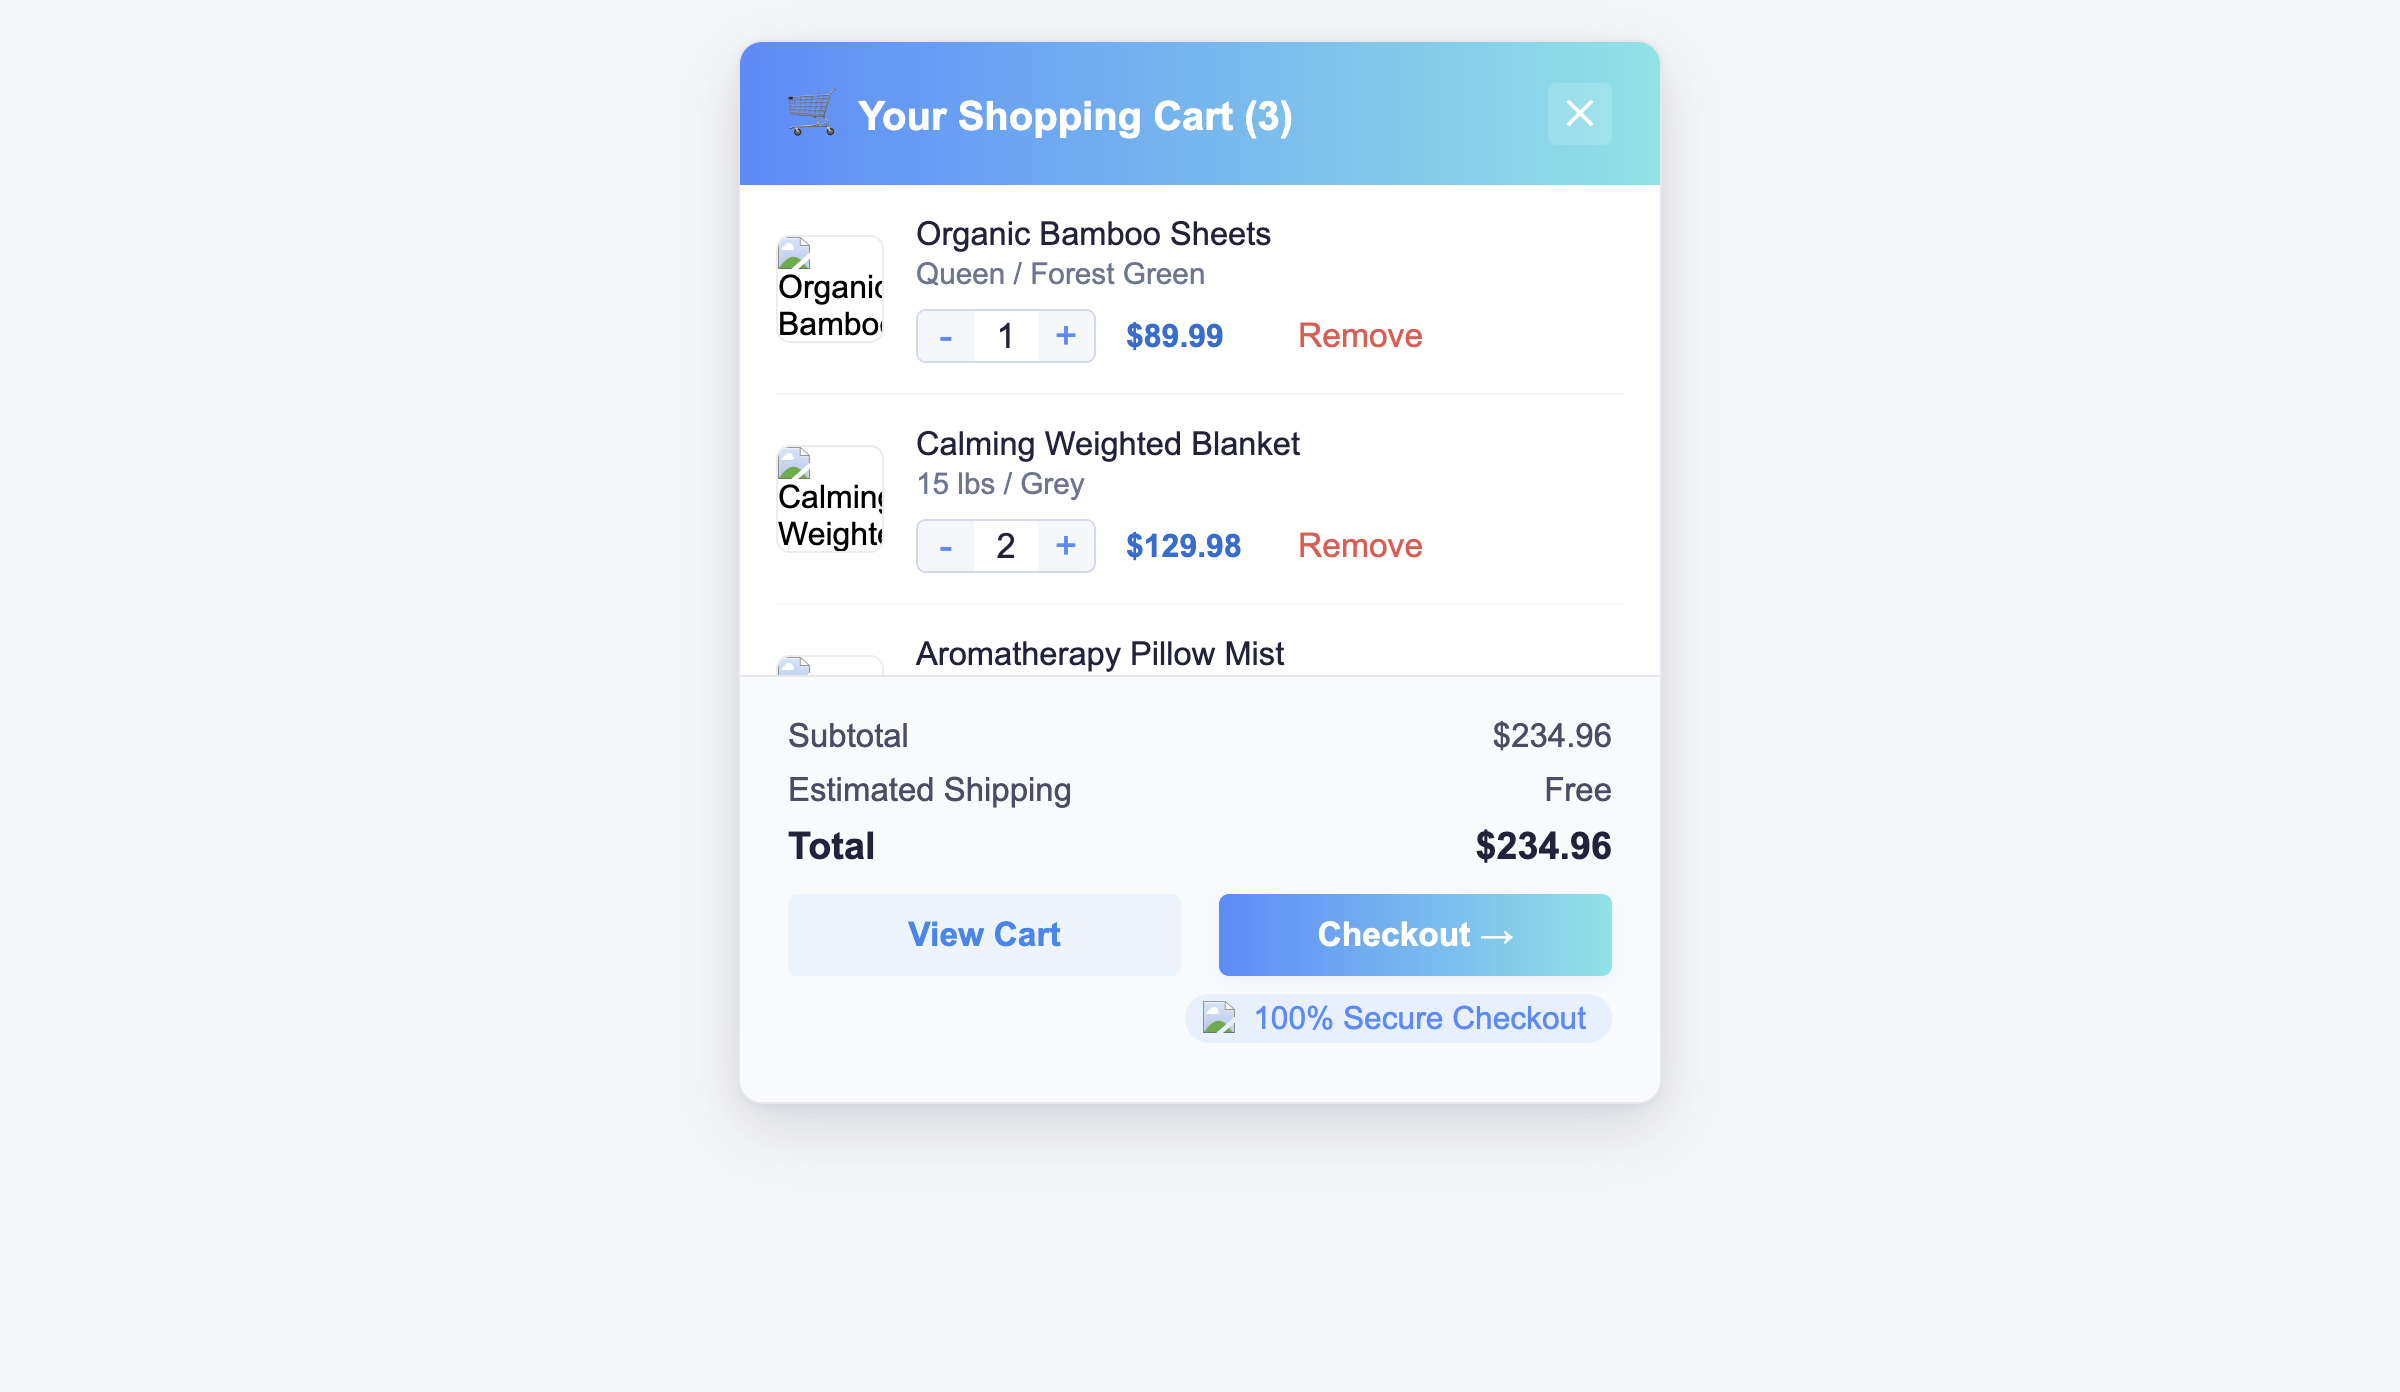 Your Shopping Cart (3)
Organic
Bamboo
Organic Bamboo Sheets
Queen / Forest Green
- 1 + $89.99 Remove
Calming
Weighte
Calming Weighted Blanket
15 lbs / Grey
- 2 + $129.98 Remove
Aromatherapy Pillow Mist
Subtotal $234.96
Estimated Shipping Free
Total $234.96
View Cart Checkout →
100% Secure Checkout